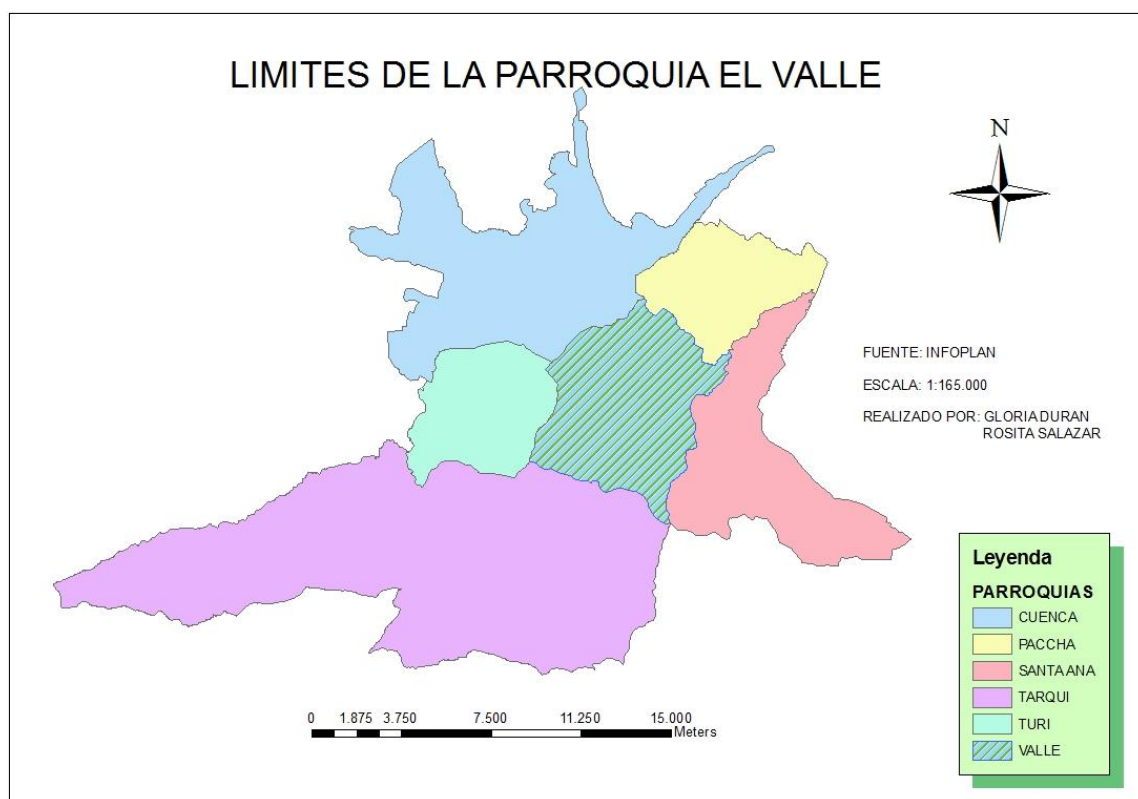 LIMITES DE LA PARROQUIA EL VALLE
N
FUENTE: INFOPLAN
ESCALA: 1:165.000
REALIZADO POR: GLORIA DURAN
ROSITA SALAZAR
Leyenda
PARROQUIAS
CUENCA
PACCHA
SANTA ANA
TARQUI
TURI
VALLE
0 1.875 3.750 7.500 11.250 15.000
Meters